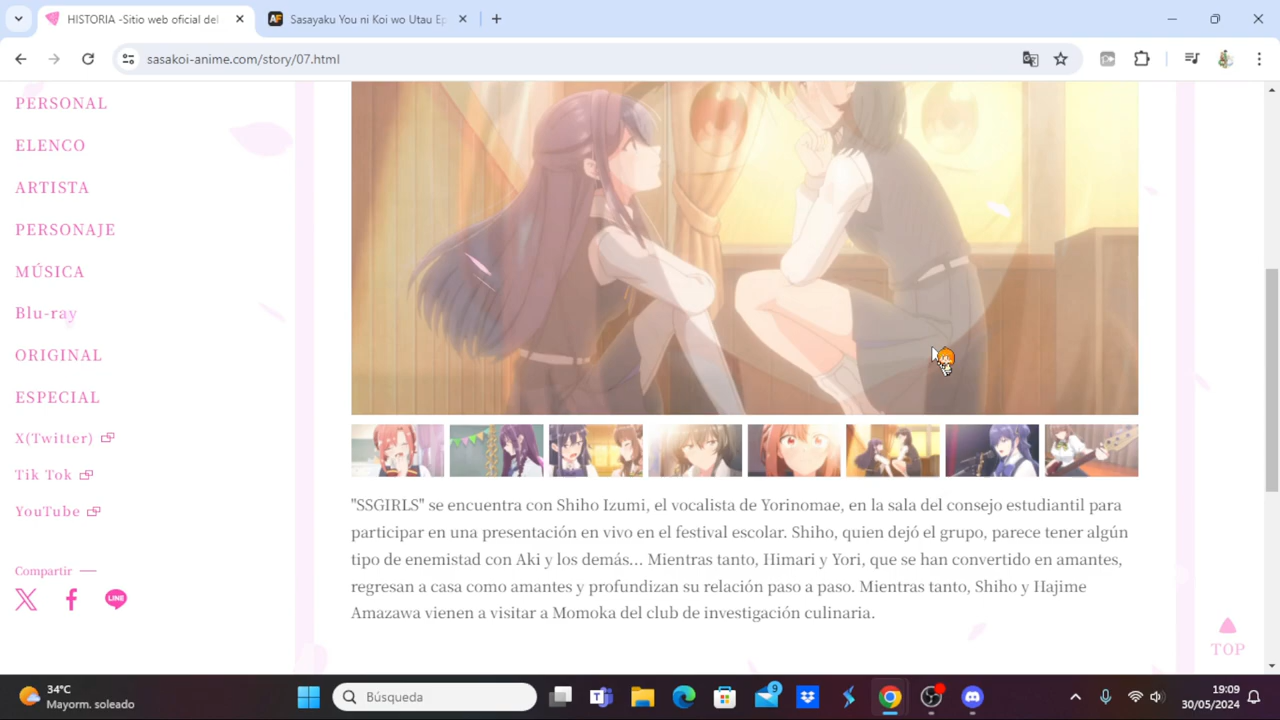 HISTORIA -Sitio web oficial del
Sasayaku You ni Koi wo Utau Ep
sasakoi-anime.com/story/07.html
PERSONAL
ELENCO
ARTISTA
PERSONAJE
MÚSICA
Blu-ray
ORIGINAL
ESPECIAL
X(Twitter)
Tik Tok
YouTube
Compartir
LINE
"SSGIRLS" se encuentra con Shiho Izumi, el vocalista de Yorinomae, en la sala del consejo estudiantil para
participar en una presentación en vivo en el festival escolar. Shiho, quien dejó el grupo, parece tener algún
tipo de enemistad con Aki y los demás... Mientras tanto, Himari y Yori, que se han convertido en amantes,
regresan a casa como amantes y profundizan su relación paso a paso. Mientras tanto, Shiho y Hajime
Amazawa vienen a visitar a Momoka del club de investigación culinaria.
TOP
34°C
Mayorm. soleado
Búsqueda
9
19:09
30/05/2024